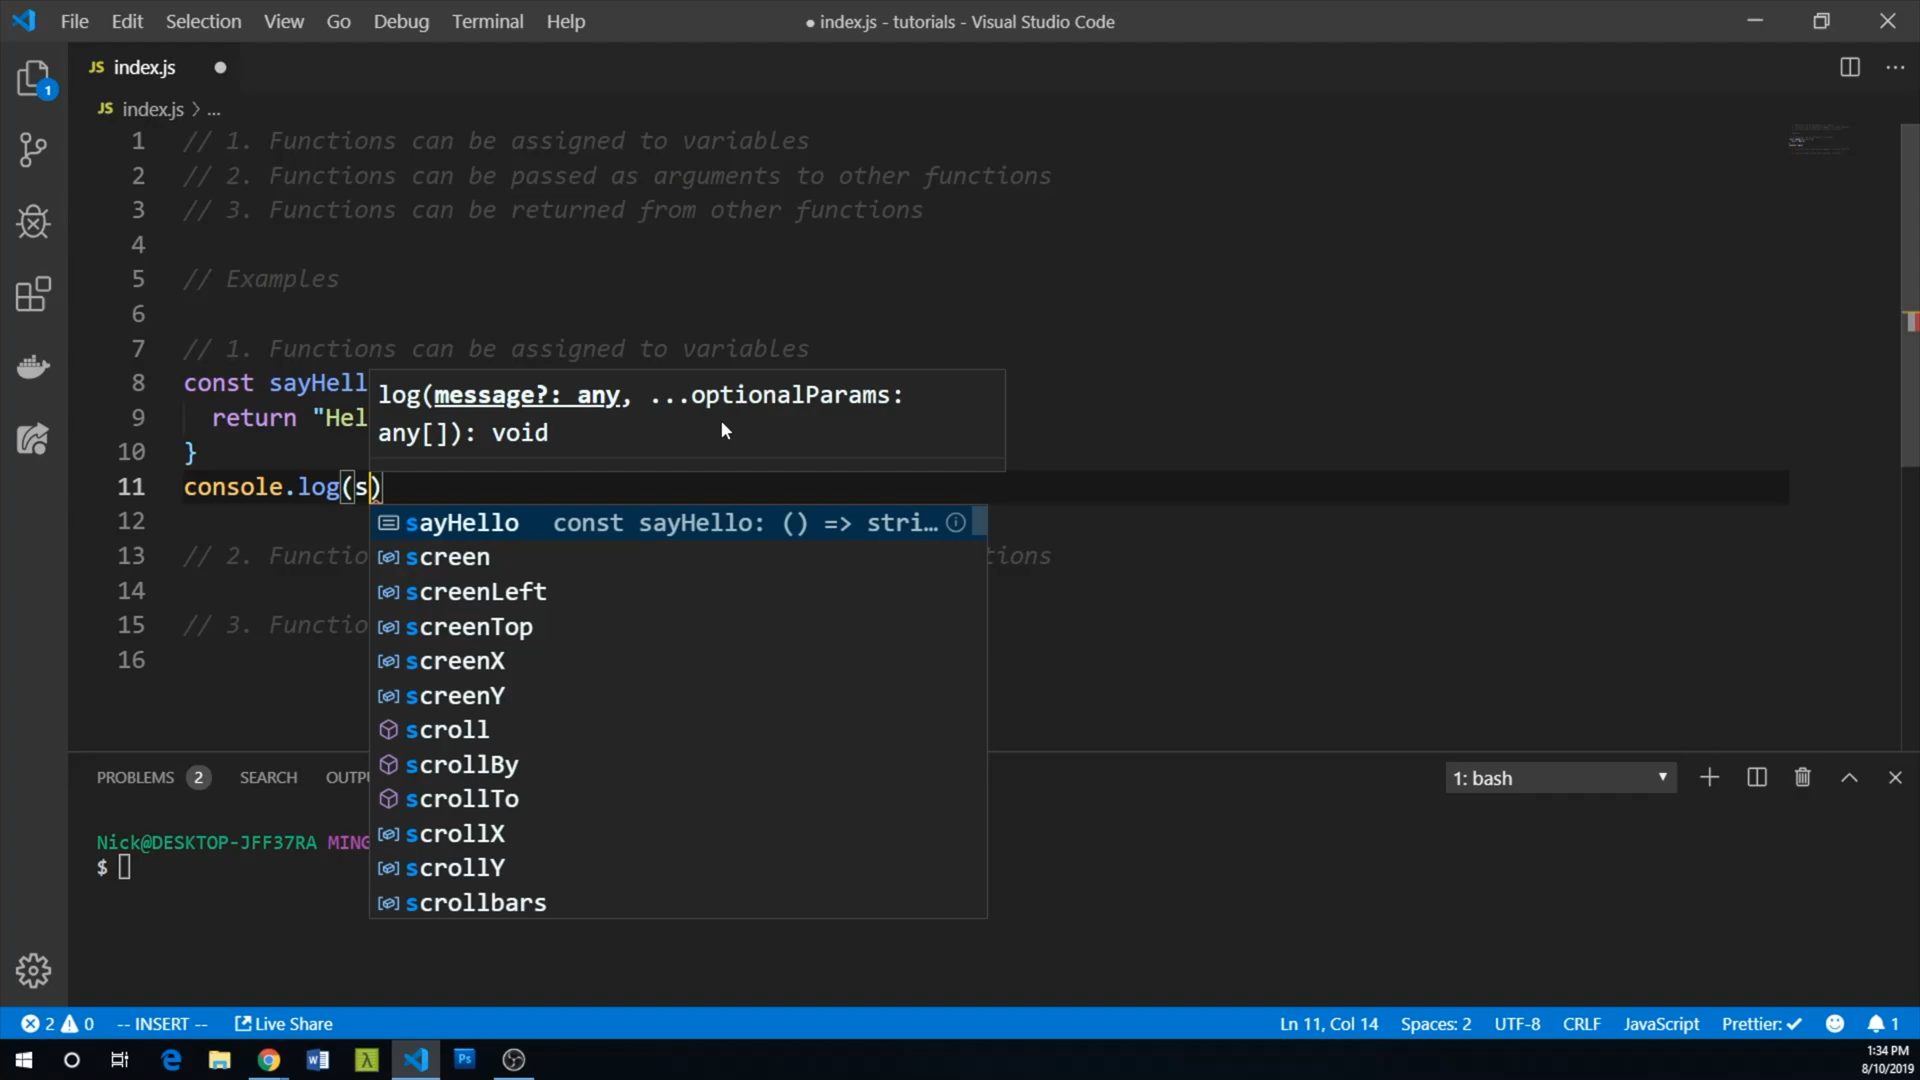 File Edit Selection View Go Debug Terminal Help
● index.js - tutorials - Visual Studio Code
JS index.js ●
1
JS index.js > ...
1 // 1. Functions can be assigned to variables
2 // 2. Functions can be passed as arguments to other functions
3 // 3. Functions can be returned from other functions
4
5 // Examples
6
7 // 1. Functions can be assigned to variables
8 const sayHell
9 return "Hel
10 }
log(message?: any, ...optionalParams:
any[]): void
11 console.log(s)
12
13 // 2. Functio tions
14
15 // 3. Functio
16
sayHello const sayHello: () => stri...
screen
screenLeft
screenTop
screenX
screenY
scroll
scrollBy
scrollTo
scrollX
scrollY
scrollbars
PROBLEMS 2 SEARCH OUTPU
1: bash
Nick@DESKTOP-JFF37RA MING
$
2 0 -- INSERT -- Live Share
Ln 11, Col 14 Spaces: 2 UTF-8 CRLF JavaScript Prettier: ✓ 1
Ps
1:34 PM
8/10/2019